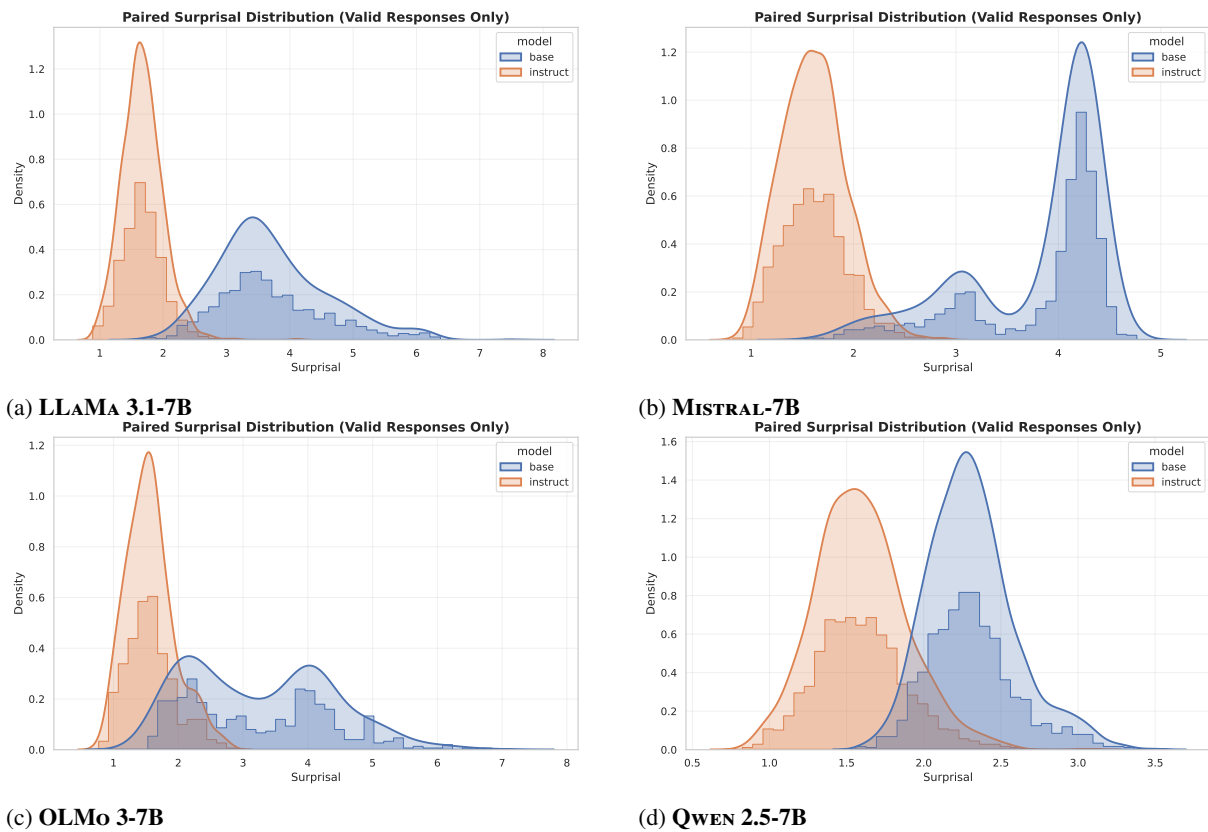 Paired Surprisal Distribution (Valid Responses Only)
model
base
instruct
1.2
1.0
0.8
0.6
0.4
0.2
0.0
Density
1 2 3 4 5 6 7 8
Surprisal
(a) LLaMa 3.1-7B
Paired Surprisal Distribution (Valid Responses Only)
model
base
instruct
1.2
1.0
0.8
0.6
0.4
0.2
0.0
Density
1 2 3 4 5
Surprisal
(b) Mistral-7B
Paired Surprisal Distribution (Valid Responses Only)
model
base
instruct
1.2
1.0
0.8
0.6
0.4
0.2
0.0
Density
1 2 3 4 5 6 7 8
Surprisal
(c) OLMo 3-7B
Paired Surprisal Distribution (Valid Responses Only)
model
base
instruct
1.6
1.4
1.2
1.0
0.8
0.6
0.4
0.2
0.0
Density
0.5 1.0 1.5 2.0 2.5 3.0 3.5
Surprisal
(d) Qwen 2.5-7B